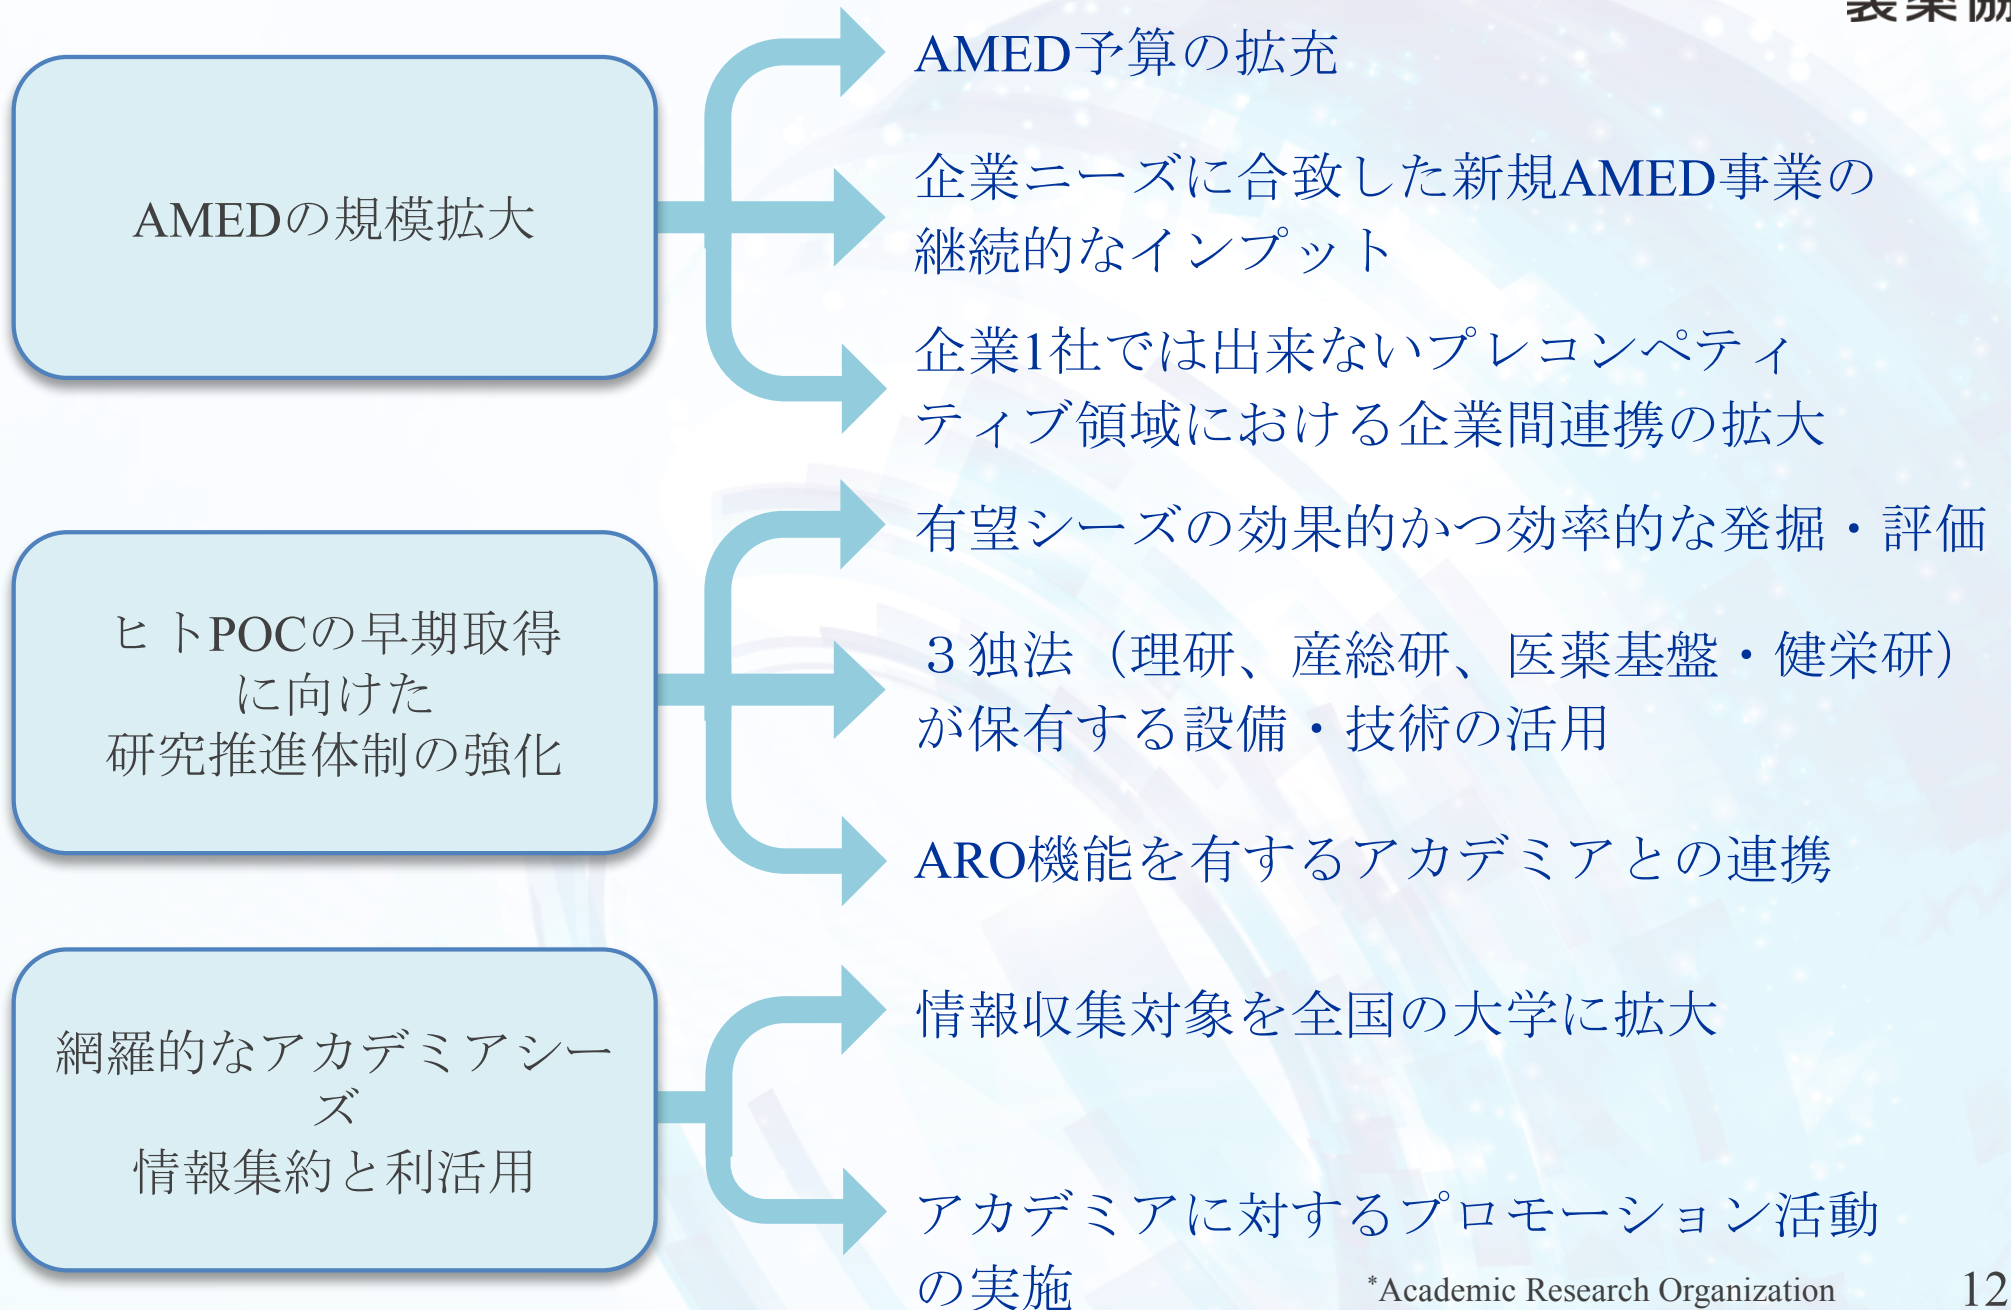 製薬協
AMEDの規模拡大
AMED予算の拡充
企業ニーズに合致した新規AMED事業の
継続的なインプット
企業1社では出来ないプレコンペティ
ティブ領域における企業間連携の拡大
ヒトPOCの早期取得
に向けた
研究推進体制の強化
有望シーズの効果的かつ効率的な発掘・評価
３独法（理研、産総研、医薬基盤・健栄研）
が保有する設備・技術の活用
ARO機能を有するアカデミアとの連携
網羅的なアカデミアシー
ズ
情報集約と利活用
情報収集対象を全国の大学に拡大
アカデミアに対するプロモーション活動
の実施
*Academic Research Organization
12